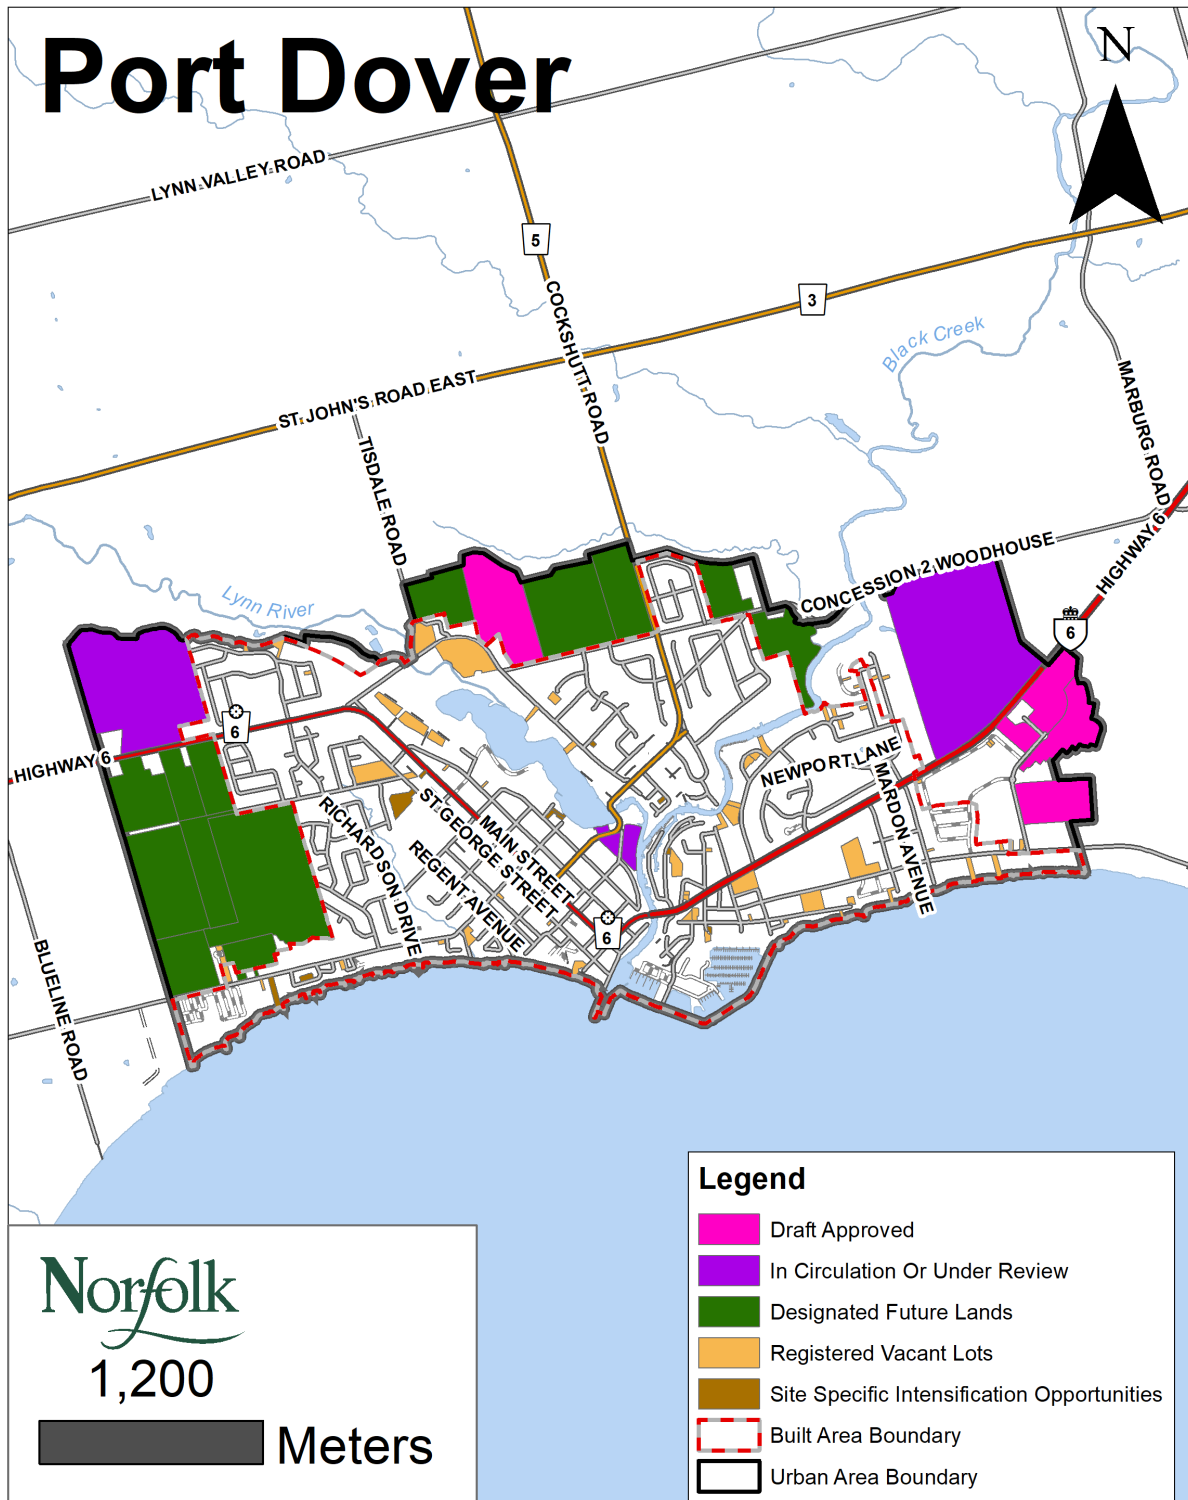 Port Dover
N
LYNN VALLEY ROAD
5
3
COCKSHUTT ROAD
Black Creek
ST. JOHN'S ROAD EAST
TISDALE ROAD
MARBURG ROAD
HIGHWAY 6
CONCESSION 2 WOODHOUSE
Lynn River
6
6
HIGHWAY 6
NEWPORT LANE
MARDON AVENUE
RICHARDSON DRIVE
ST GEORGE STREET
MAIN STREET
REGENT AVENUE
6
BLUELINE ROAD
Legend
Draft Approved
In Circulation Or Under Review
Designated Future Lands
Registered Vacant Lots
Site Specific Intensification Opportunities
Built Area Boundary
Urban Area Boundary
Norfolk
1,200
Meters